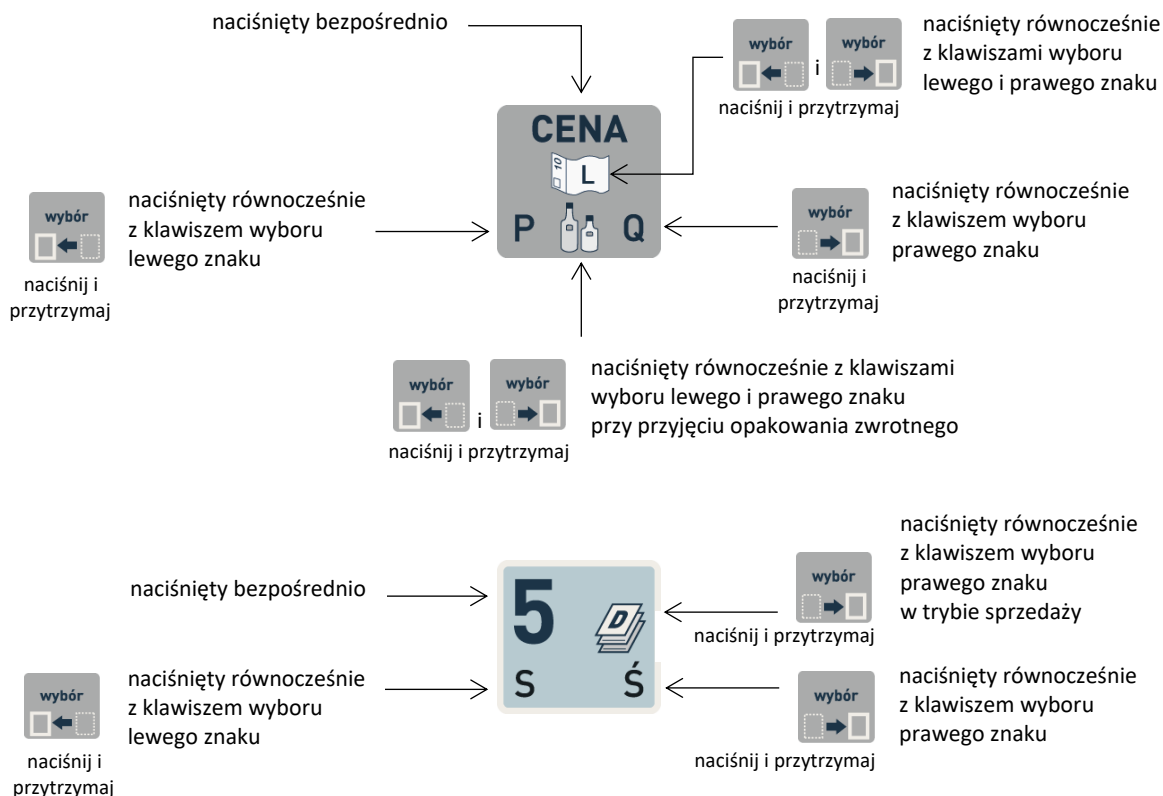 naciśnięty bezpośrednio
wybór
i
wybór
naciśnij i przytrzymaj
naciśnięty równocześnie
z klawiszami wyboru
lewego i prawego znaku
CENA
10
L
P
Q
wybór
naciśnij i
przytrzymaj
naciśnięty równocześnie
z klawiszem wyboru
lewego znaku
wybór
naciśnij i
przytrzymaj
naciśnięty równocześnie
z klawiszem wyboru
prawego znaku
wybór
i
wybór
naciśnij i przytrzymaj
naciśnięty równocześnie z klawiszami
wyboru lewego i prawego znaku
przy przyjęciu opakowania zwrotnego
naciśnięty bezpośrednio
5
D
S
Ś
wybór
naciśnij i przytrzymaj
naciśnięty równocześnie
z klawiszem wyboru
prawego znaku
w trybie sprzedaży
wybór
naciśnij i
przytrzymaj
naciśnięty równocześnie
z klawiszem wyboru
lewego znaku
wybór
naciśnij i przytrzymaj
naciśnięty równocześnie
z klawiszem wyboru
prawego znaku